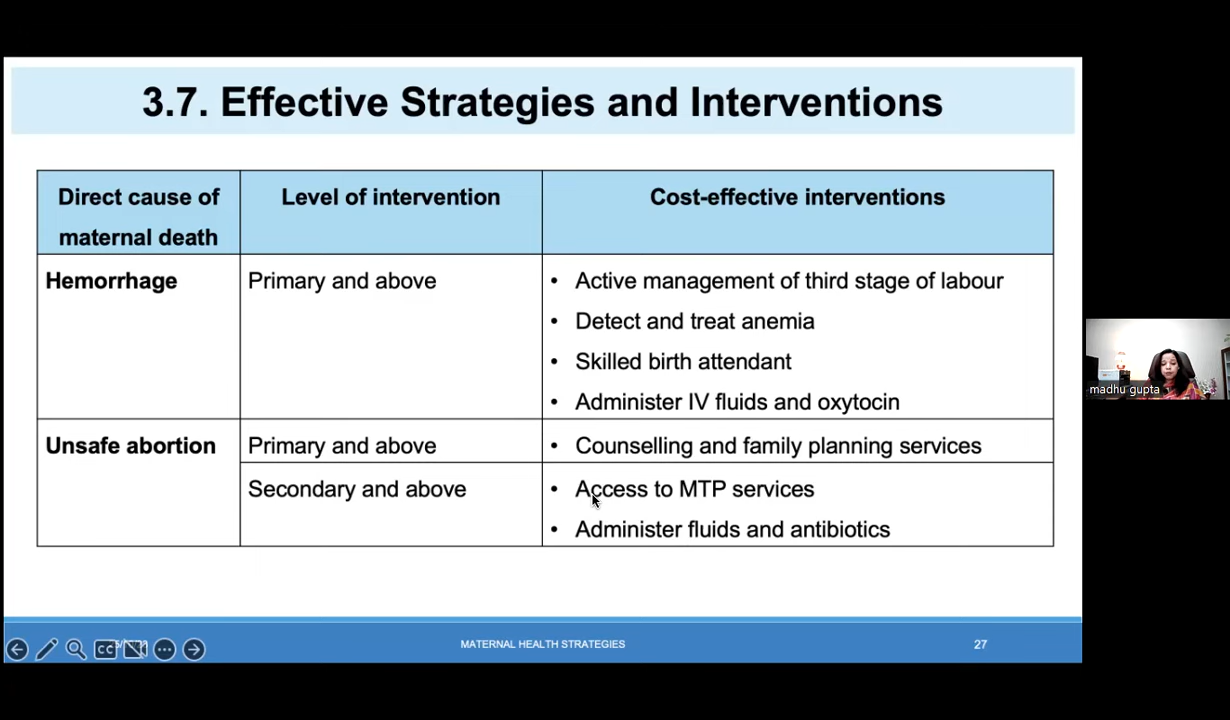 3.7. Effective Strategies and Interventions
Direct cause of
maternal death
Level of intervention
Cost-effective interventions
Hemorrhage
Primary and above
• Active management of third stage of labour
• Detect and treat anemia
• Skilled birth attendant
• Administer IV fluids and oxytocin
Unsafe abortion
Primary and above
• Counselling and family planning services
Secondary and above
• Access to MTP services
• Administer fluids and antibiotics
madhu gupta
CC
MATERNAL HEALTH STRATEGIES
27